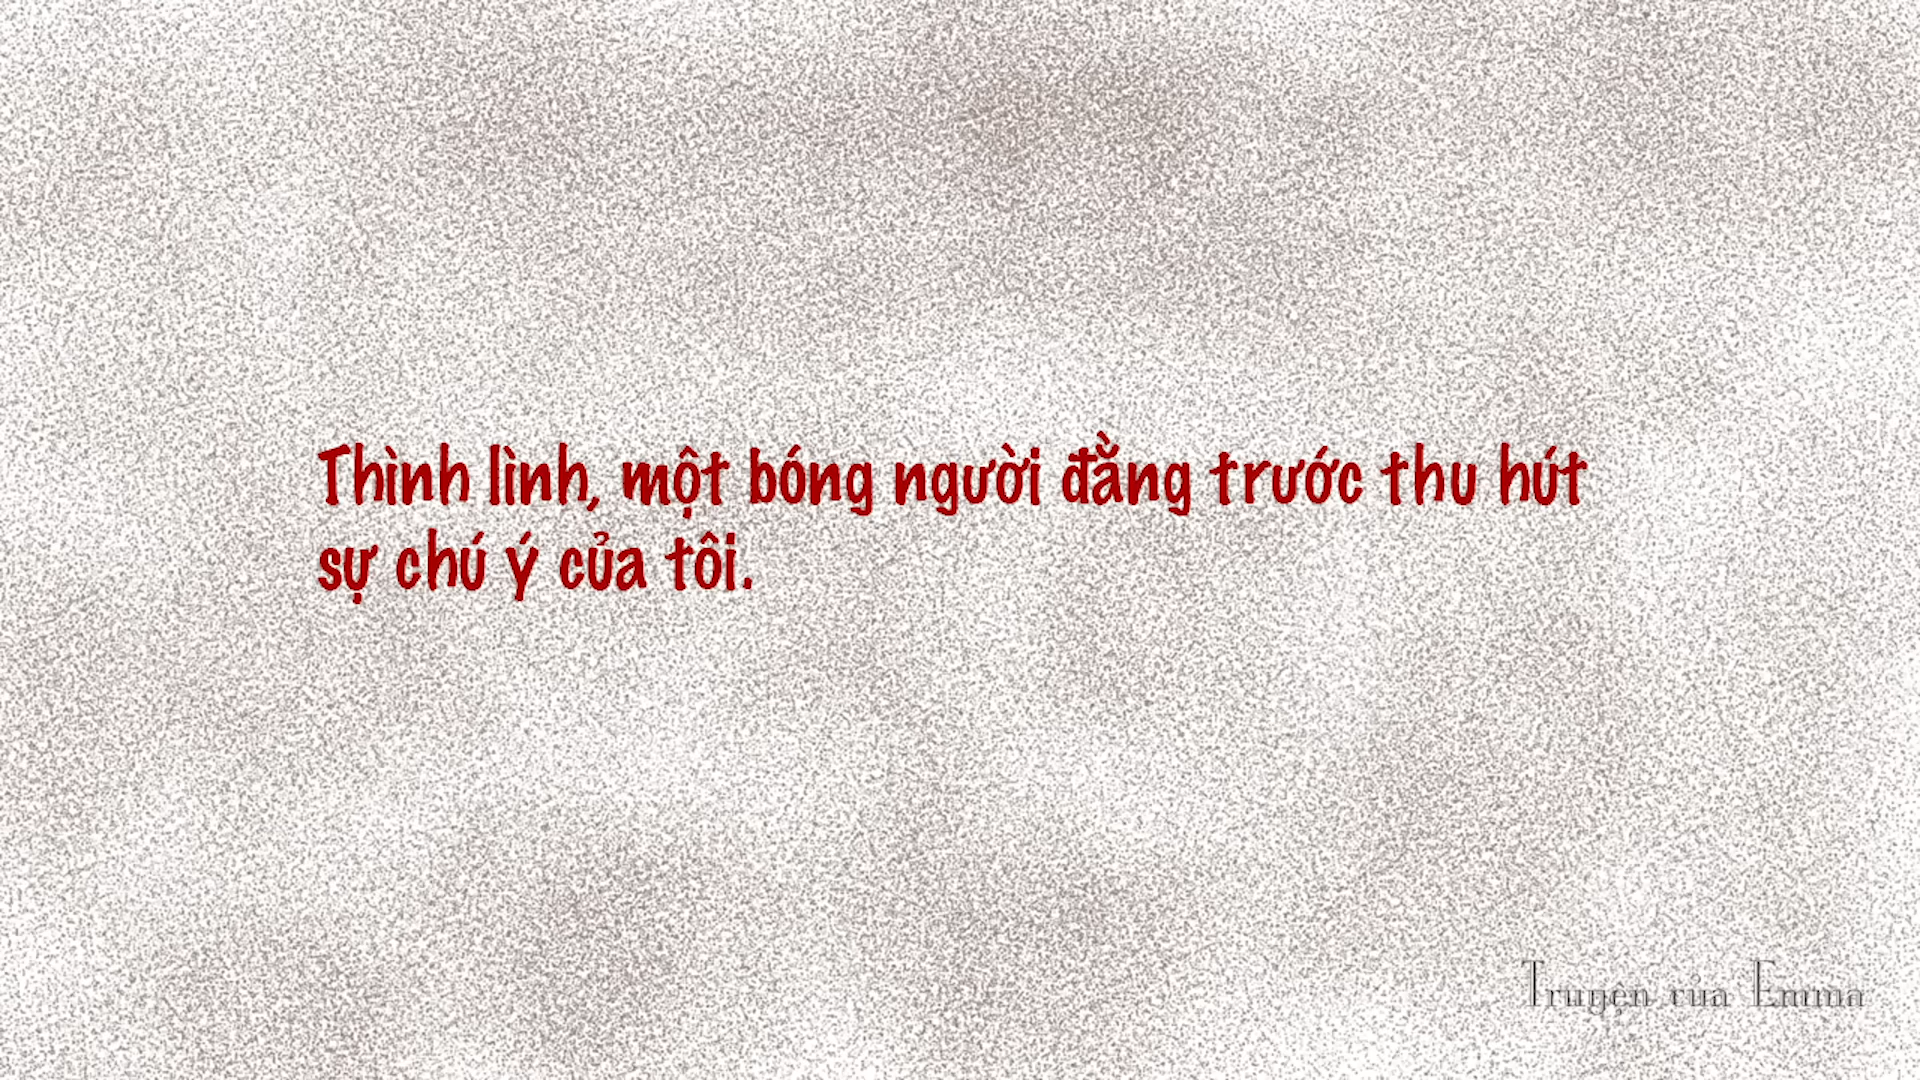 Thình lình, một bóng người đằng trước thu hút
sự chú ý của tôi.
Truyện của Emma